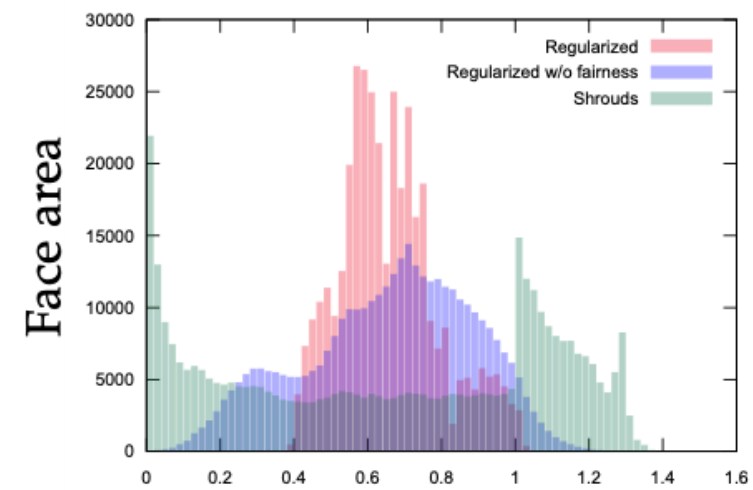 30000
25000
20000
15000
10000
5000
0
Face area
Regularized
Regularized w/o fairness
Shrouds
0 0.2 0.4 0.6 0.8 1 1.2 1.4 1.6